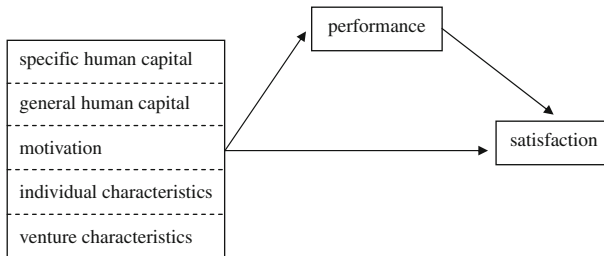 performance
specific human capital
general human capital
motivation
satisfaction
individual characteristics
venture characteristics